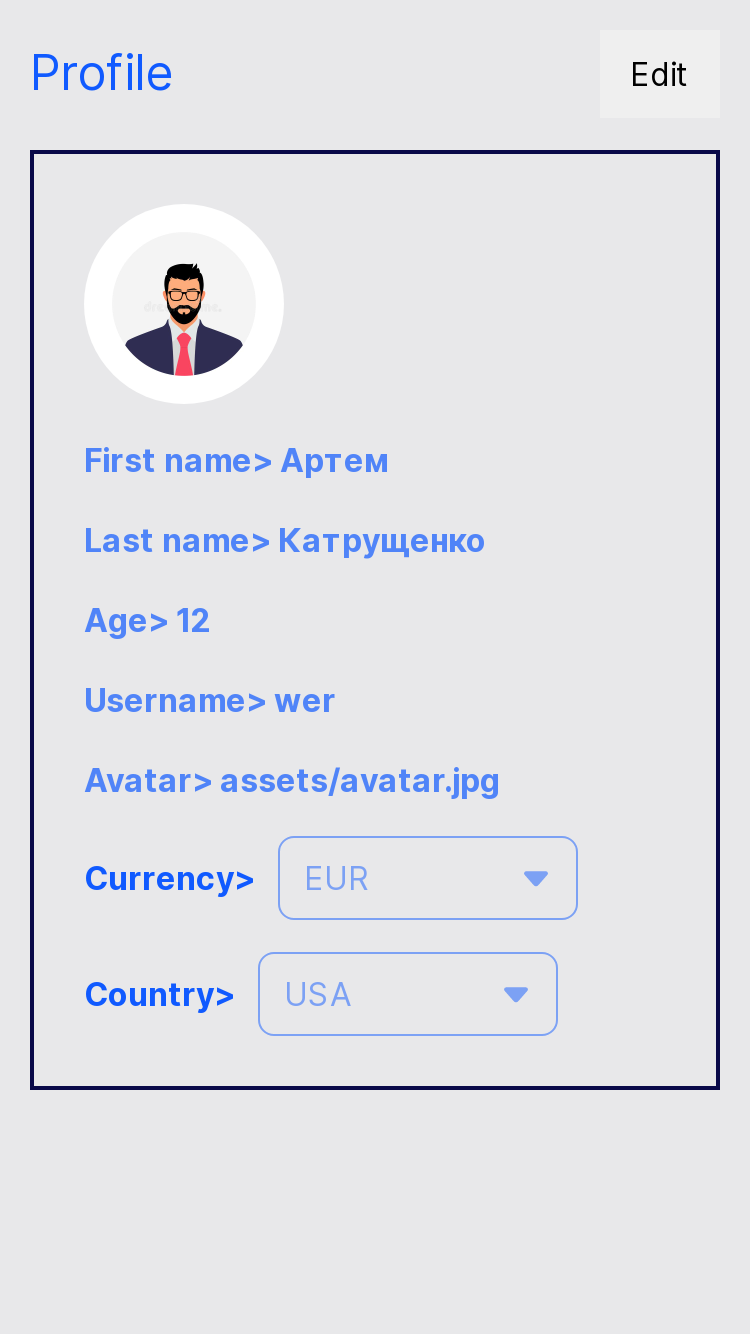 Profile
Edit
First name> Артем
Last name> Катрущенко
Age> 12
Username> wer
Avatar> assets/avatar.jpg
Currency> EUR
Country> USA